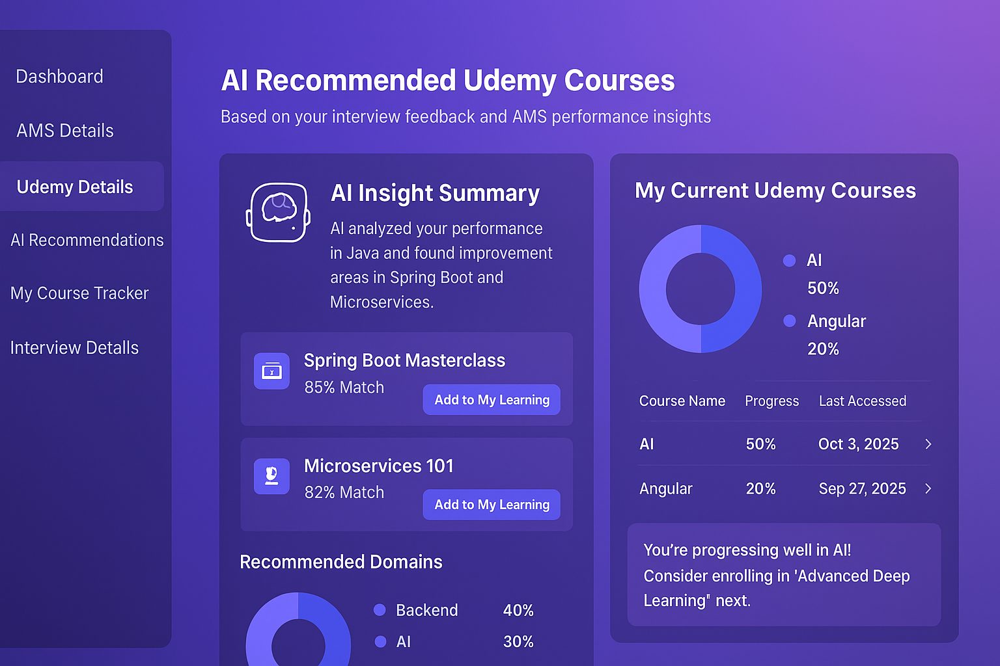 Dashboard
AMS Details
Udemy Details
AI Recommendations
My Course Tracker
Interview Detalls
AI Recommended Udemy Courses
Based on your interview feedback and AMS performance insights
AI Insight Summary
AI analyzed your performance
in Java and found improvement
areas in Spring Boot and
Microservices.
Spring Boot Masterclass
85% Match
Add to My Learning
Microservices 101
82% Match
Add to My Learning
Recommended Domains
Backend 40%
AI 30%
My Current Udemy Courses
AI
50%
Angular
20%
Course Name Progress Last Accessed
AI 50% Oct 3, 2025 >
Angular 20% Sep 27, 2025 >
You're progressing well in AI!
Consider enrolling in 'Advanced Deep
Learning" next.